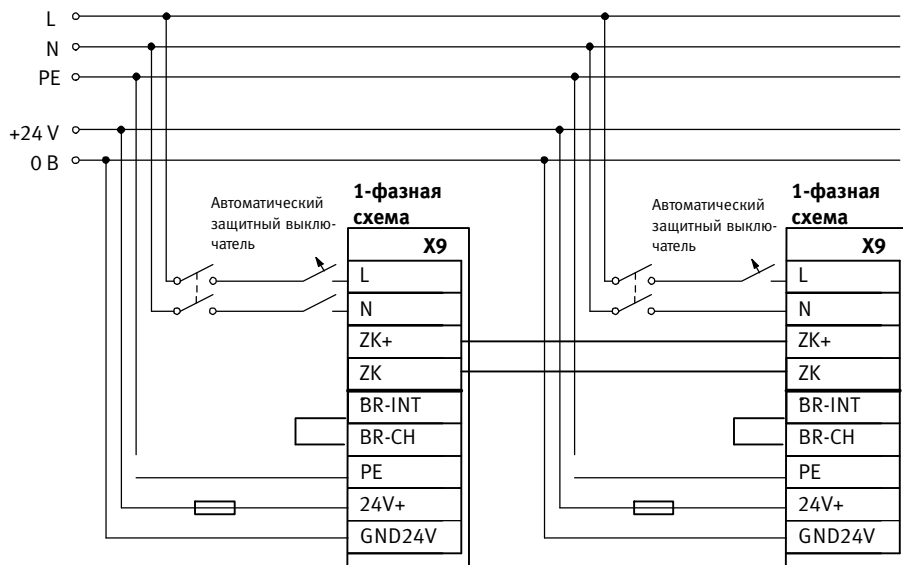 L
N
PE
+24 V
0 В
Автоматический
защитный выклю-
чатель
1-фазная
схема
X9
L
N
ZK+
ZK
BR-INT
BR-CH
PE
24V+
GND24V
Автоматический
защитный выклю-
чатель
1-фазная
схема
X9
L
N
ZK+
ZK
BR-INT
BR-CH
PE
24V+
GND24V